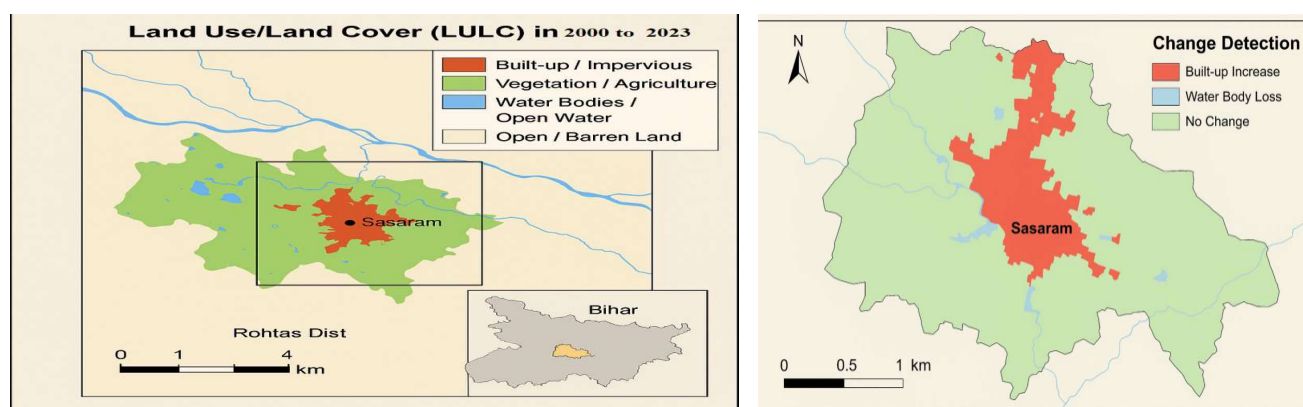 Land Use/Land Cover (LULC) in 2000 to 2023
Built-up / Impervious
Vegetation / Agriculture
Water Bodies /
Open Water
Open / Barren Land
Sasaram
Rohtas Dist
0 1 4
km
Bihar
N
Change Detection
Built-up Increase
Water Body Loss
No Change
Sasaram
0 0.5 1 km